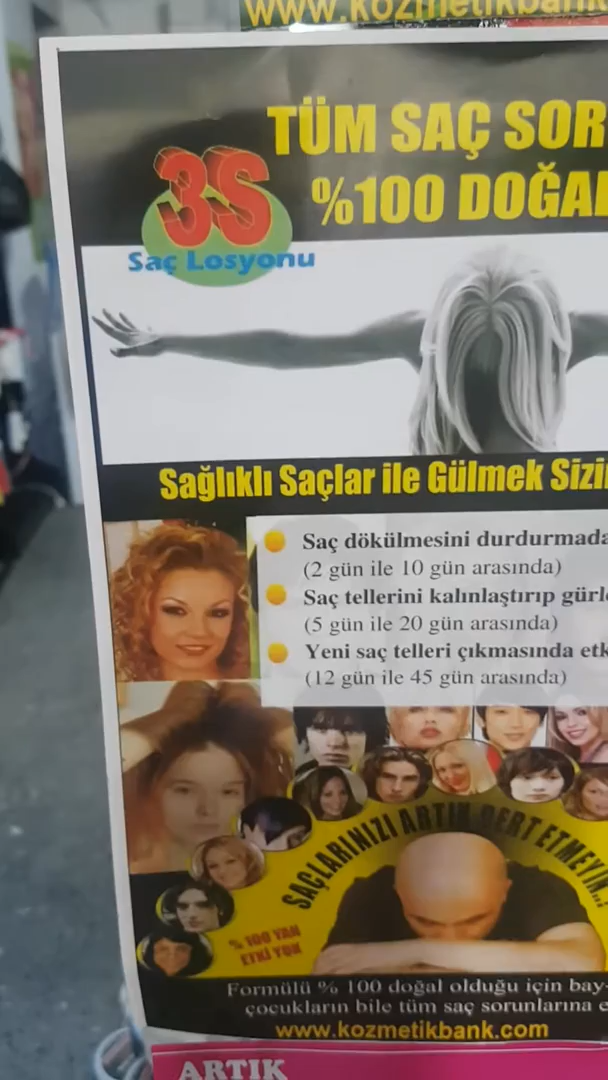 www.kozmetikbank
TÜM SAÇ SOR
%100 DOĞAL
3S
Saç Losyonu
Sağlıklı Saçlar ile Gülmek Sizin
Saç dökülmesini durdurmada
(2 gün ile 10 gün arasında)
Saç tellerini kalınlaştırıp gürle
(5 gün ile 20 gün arasında)
Yeni saç telleri çıkmasında etk
(12 gün ile 45 gün arasında)
SAÇLARINIZI ARTIK DERT ETMEYİN..!
% 100 YAN
ETKİ YOK
Formülü % 100 doğal olduğu için bay-
çocukların bile tüm saç sorunlarına e
www.kozmetikbank.com
ARTIK